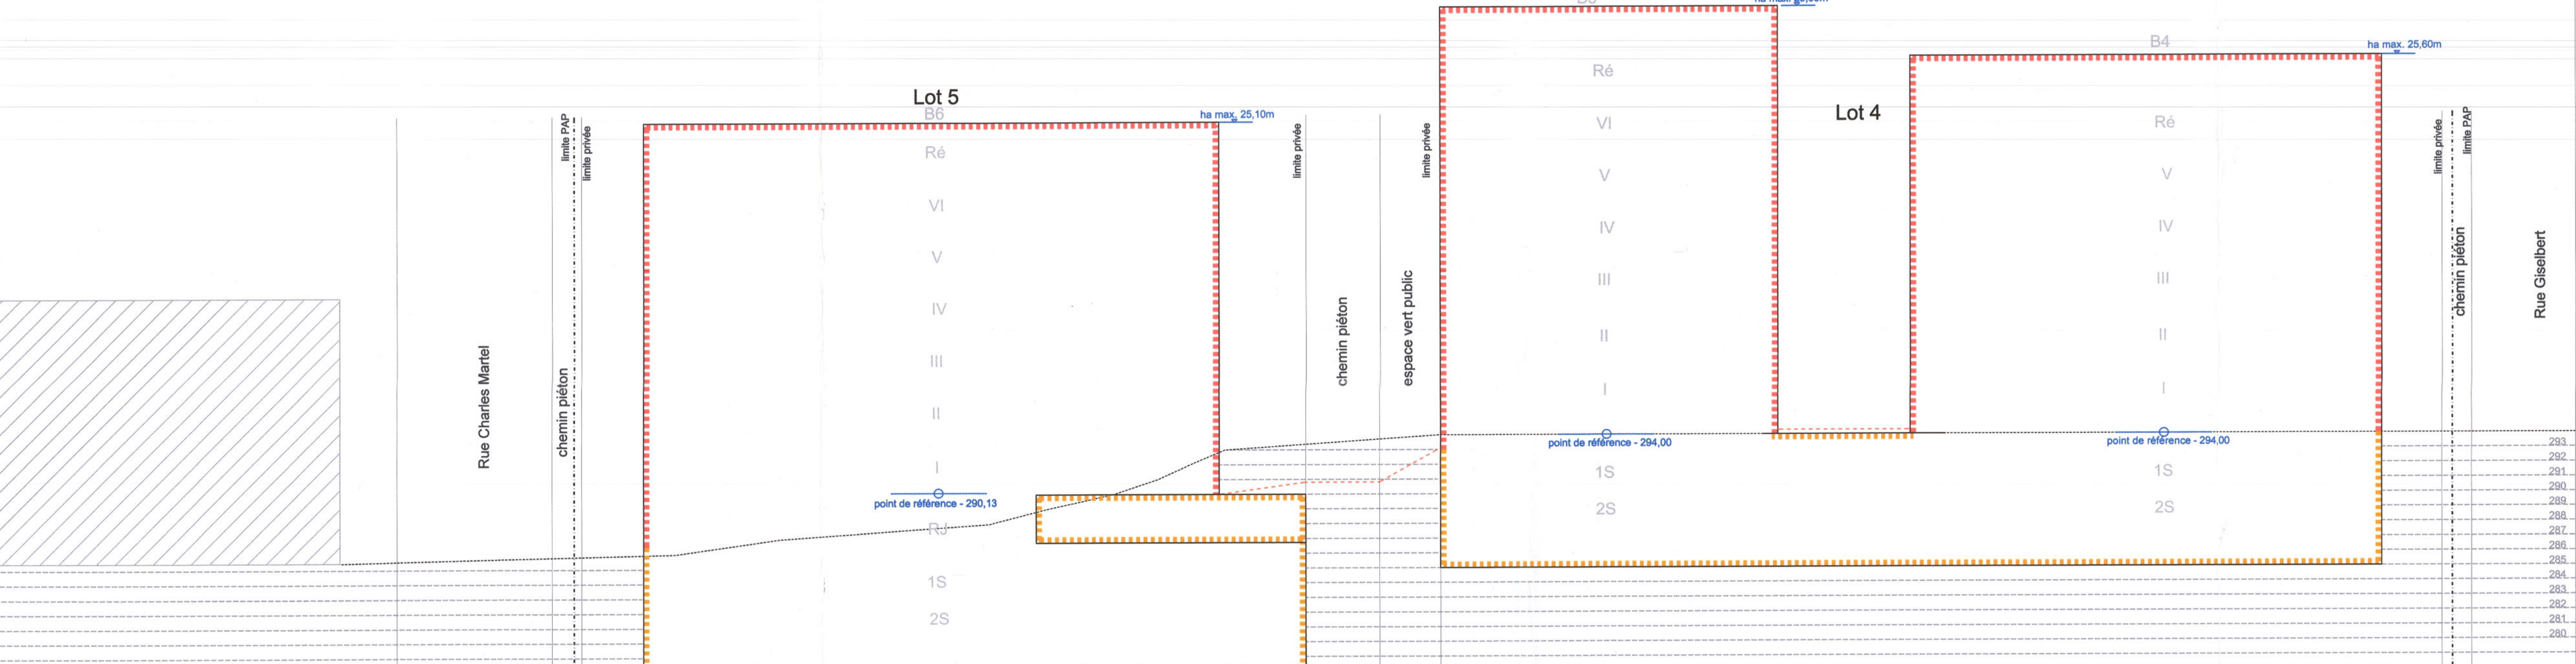 Lot 5
B6
ha max. 25,10m
Ré
VI
V
IV
III
II
I
point de référence - 290,13
RJ
1S
2S
Rue Charles Martel
chemin piéton
limite PAP
limite privée
limite privée
chemin piéton
espace vert public
limite privée
Ré
VI
V
IV
III
II
I
point de référence - 294,00
1S
2S
Lot 4
B4
ha max. 25,60m
Ré
V
IV
III
II
I
point de référence - 294,00
1S
2S
limite privée
limite PAP
chemin piéton
Rue Giselbert
293
292
291
290
289
288
287
286
285
284
283
282
281
280